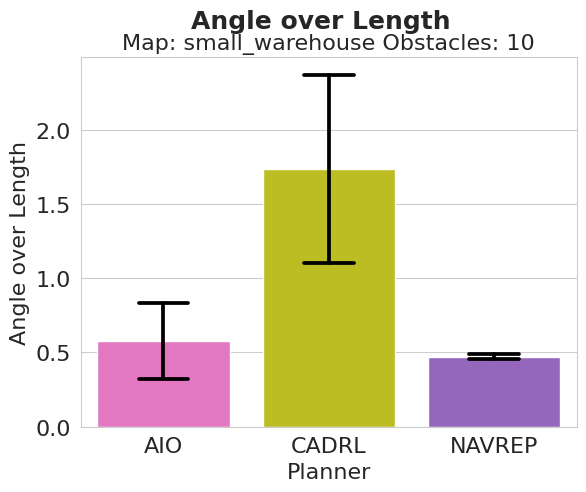 Angle over Length
Map: small_warehouse Obstacles: 10
Angle over Length
2.0
1.5
1.0
0.5
0.0
AIO CADRL NAVREP
Planner